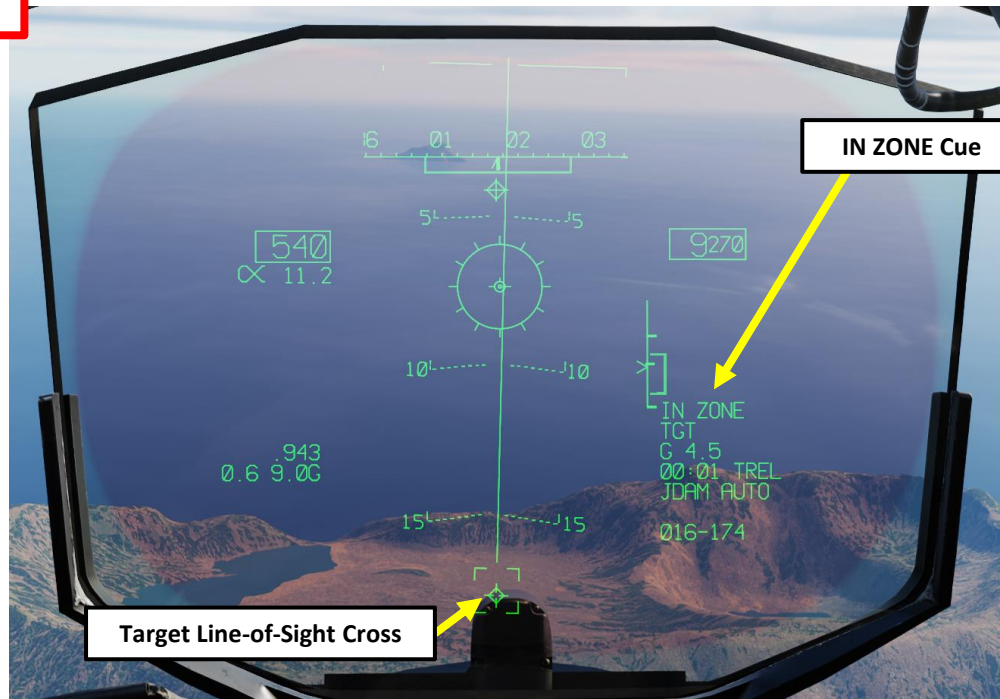 16 01 02 03
IN ZONE Cue
5 5
540
9270
α 11.2
10 10
IN ZONE
TGT
G 4.5
.943
00:01 TREL
0.6 9.0G
JDAM AUTO
15 15
016-174
Target Line-of-Sight Cross